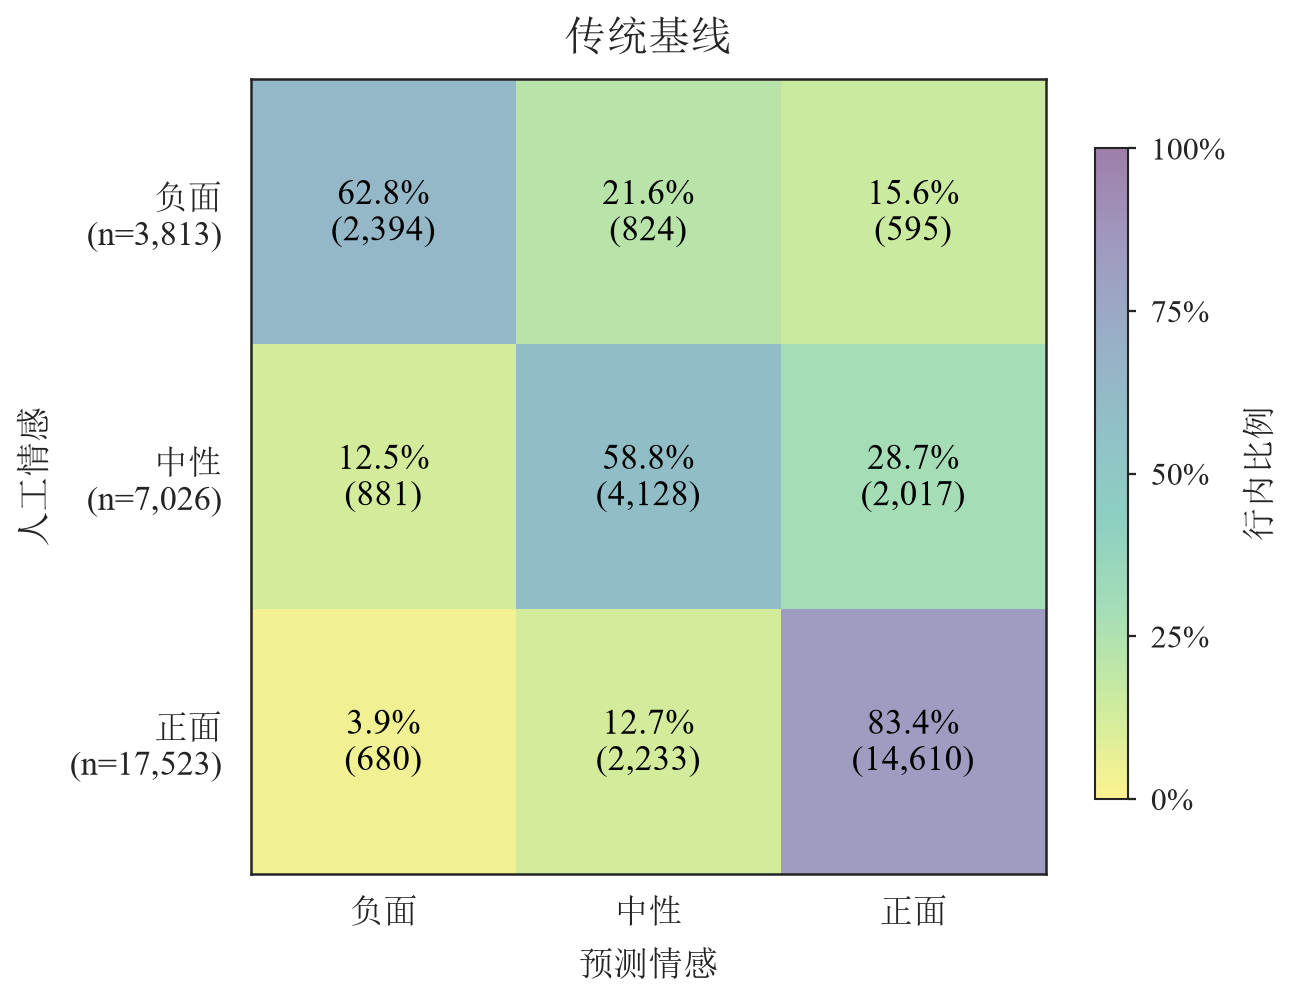 传统基线
负面
(n=3,813)
62.8%
(2,394)
21.6%
(824)
15.6%
(595)
中性
(n=7,026)
12.5%
(881)
58.8%
(4,128)
28.7%
(2,017)
正面
(n=17,523)
3.9%
(680)
12.7%
(2,233)
83.4%
(14,610)
负面
中性
正面
预测情感
人工情感
100%
75%
50%
25%
0%
行内比例